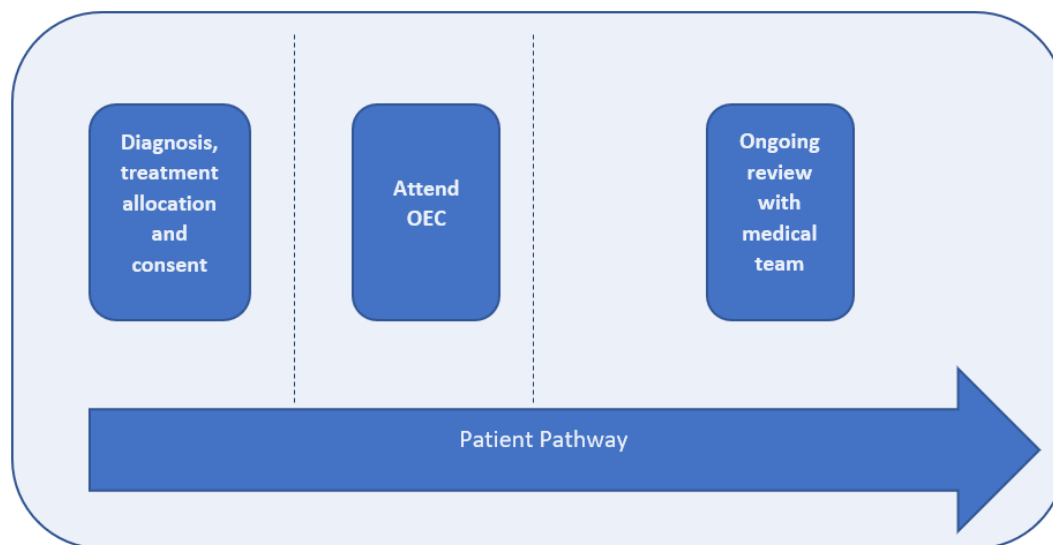 Diagnosis,
treatment
allocation
and
consent
Attend
OEC
Ongoing
review
with
medical
team
Patient Pathway